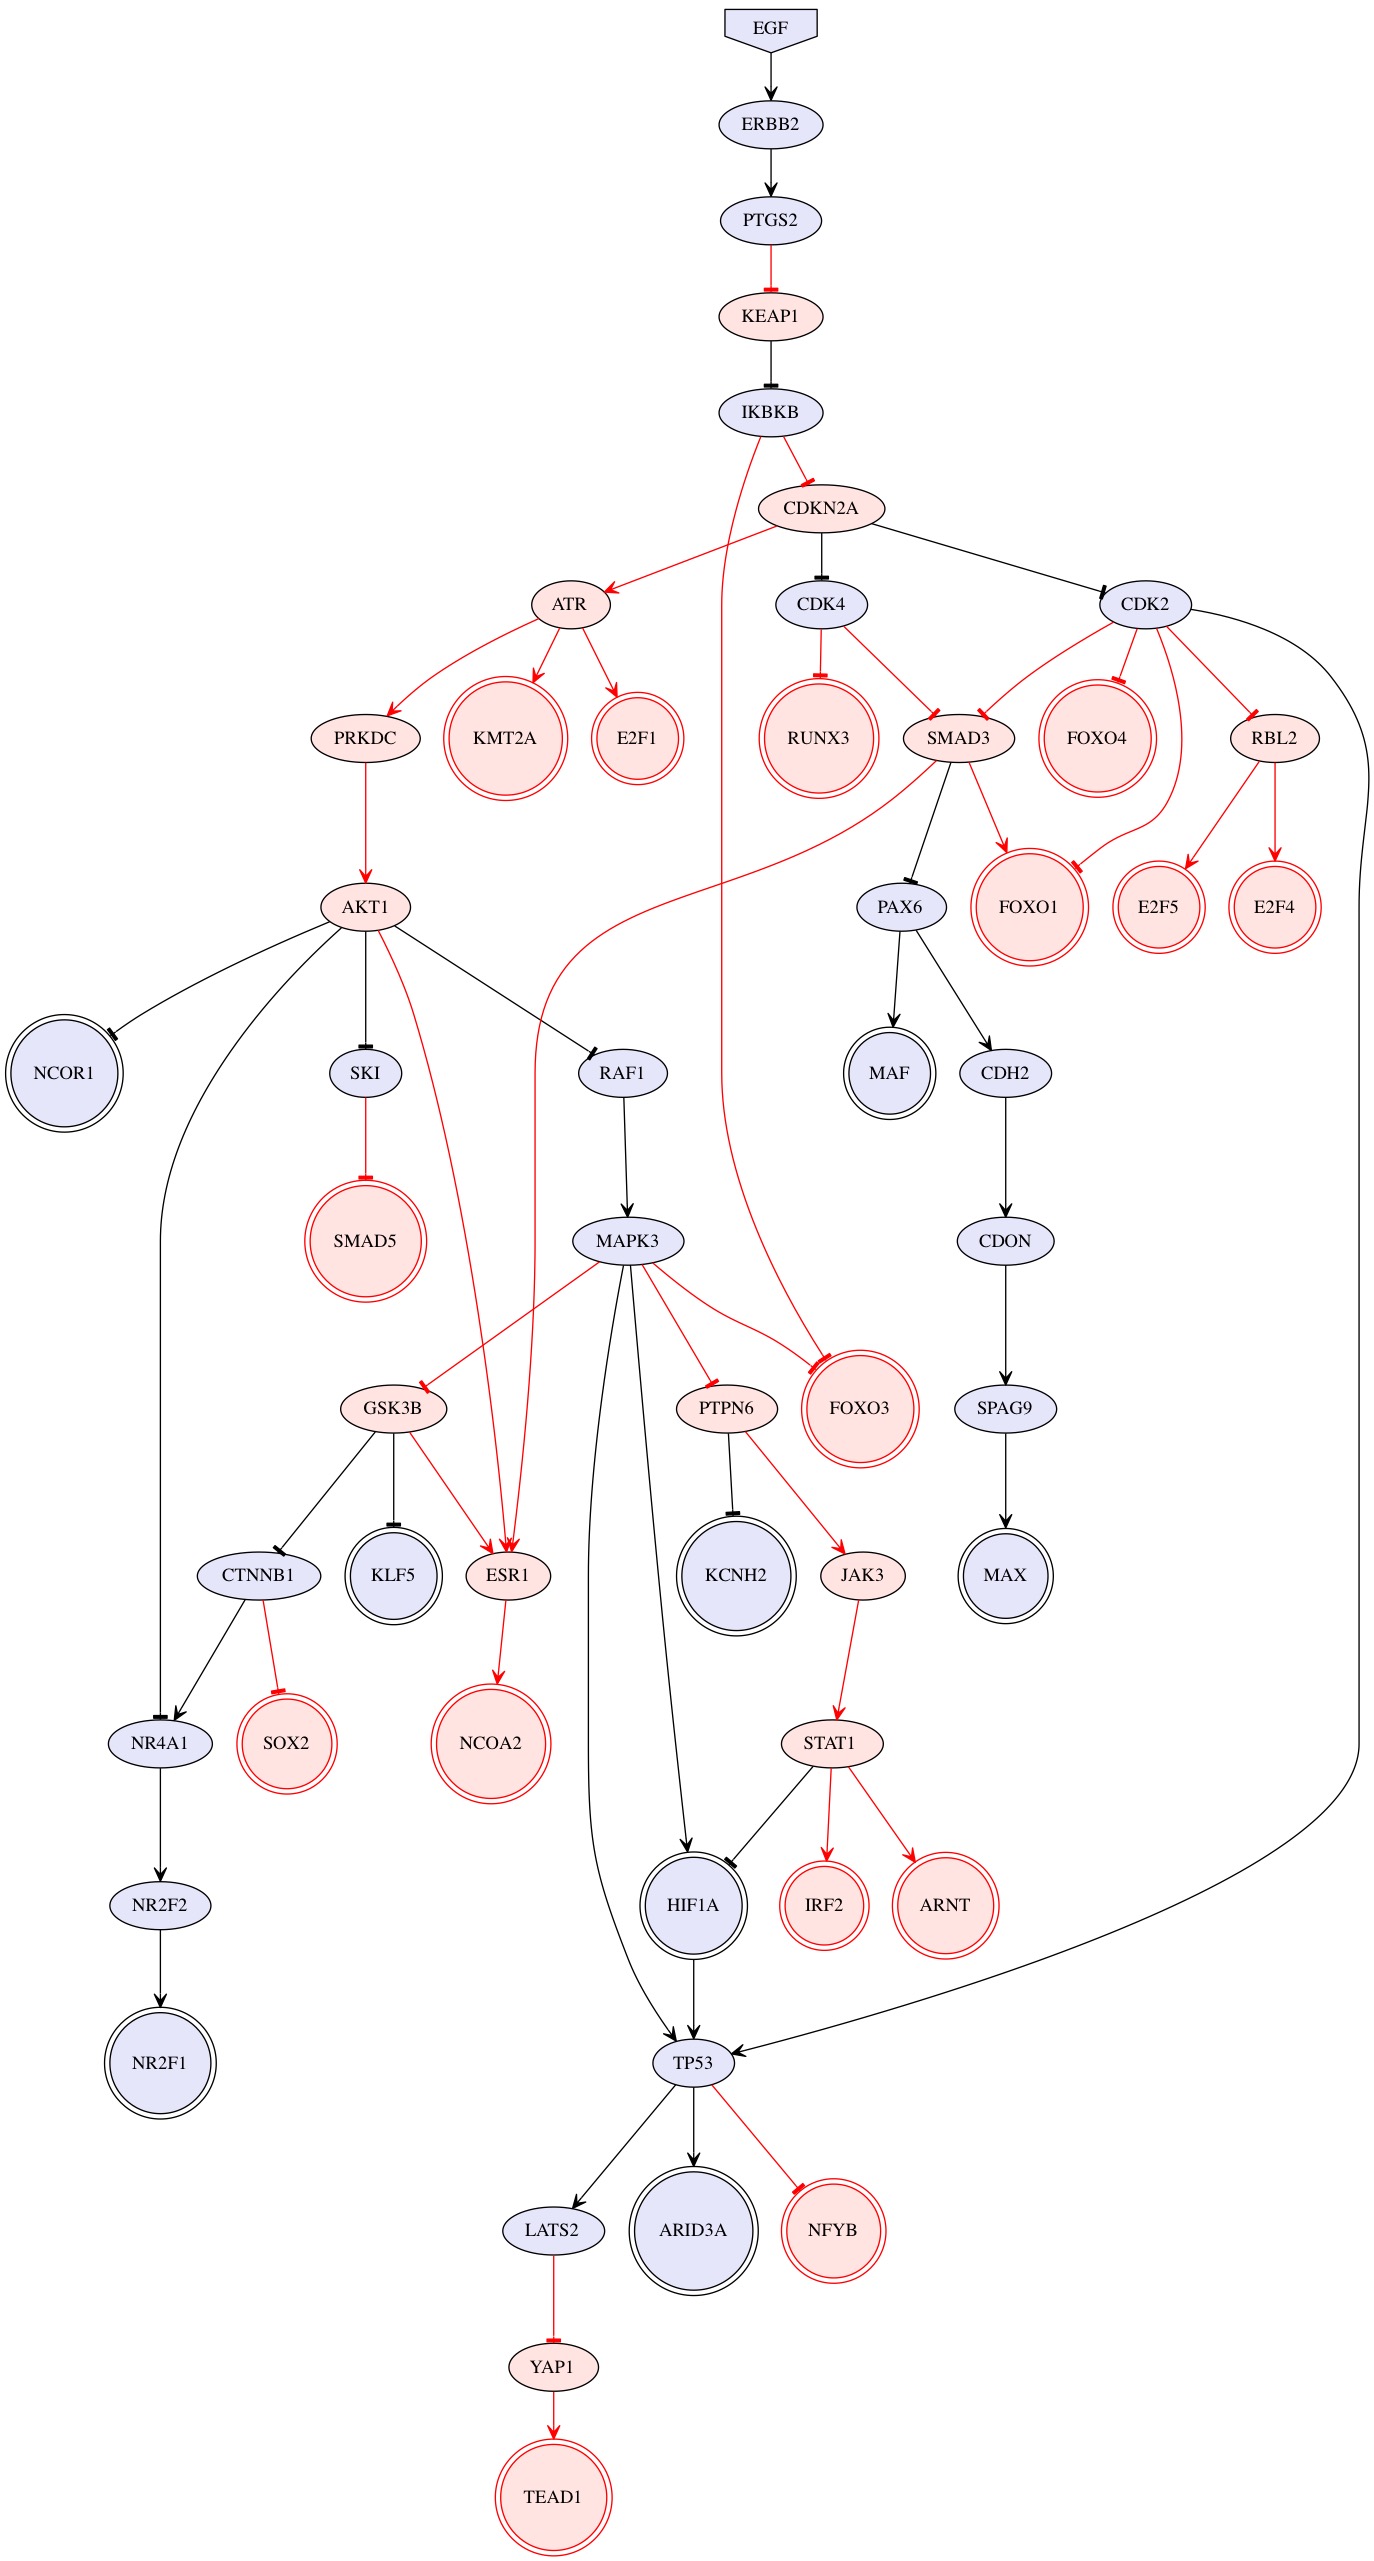 EGF
ERBB2
PTGS2
KEAP1
IKBKB
CDKN2A
ATR
CDK4
CDK2
PRKDC
KMT2A
E2F1
RUNX3
SMAD3
FOXO4
RBL2
AKT1
PAX6
FOXO1
E2F5
E2F4
NCOR1
SKI
RAF1
MAF
CDH2
SMAD5
MAPK3
CDON
GSK3B
PTPN6
FOXO3
SPAG9
CTNNB1
KLF5
ESR1
KCNH2
JAK3
MAX
NR4A1
SOX2
NCOA2
STAT1
NR2F2
HIF1A
IRF2
ARNT
NR2F1
TP53
LATS2
ARID3A
NFYB
YAP1
TEAD1